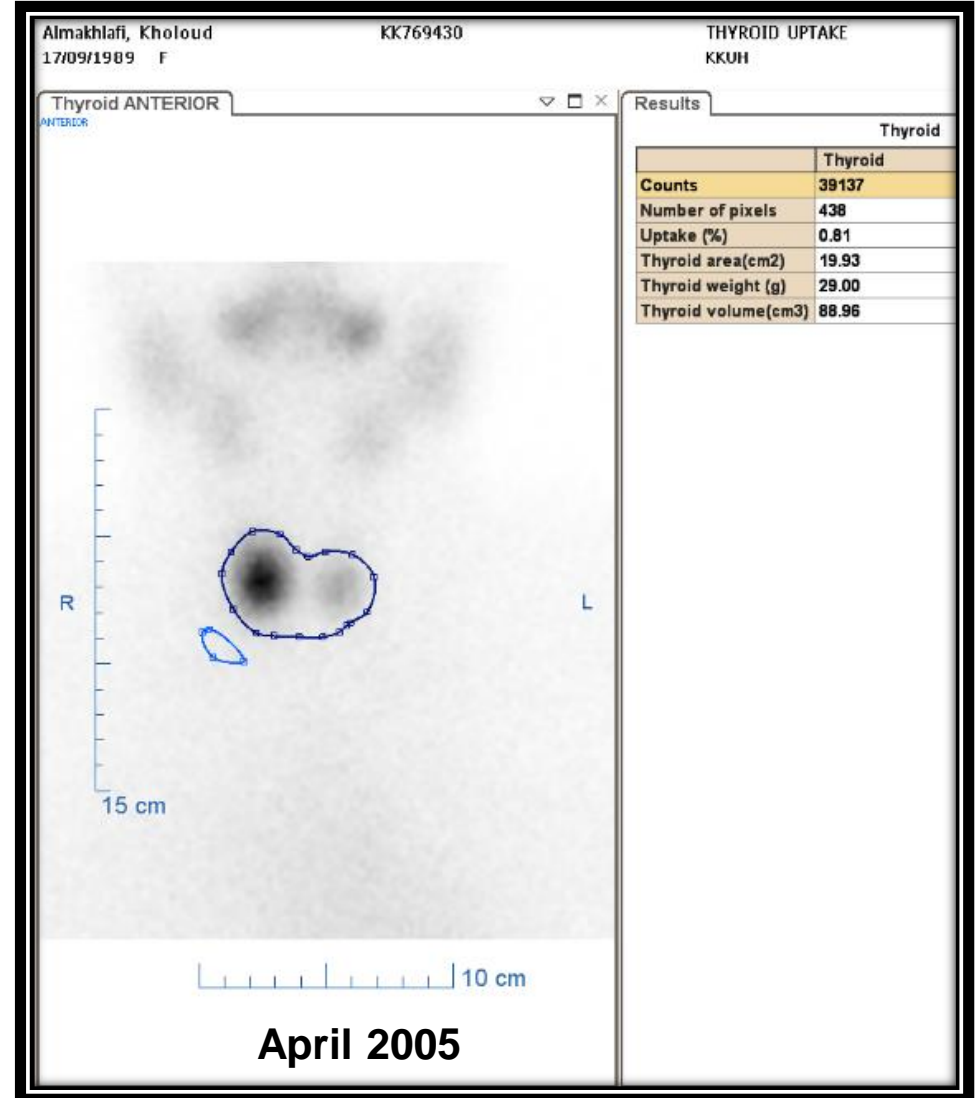 Almakhlafi, Kholoud KK769430 THYROID UPTAKE
17/09/1989 F KKUH
Thyroid ANTERIOR
ANTERIOR
R
L
15 cm
10 cm
April 2005
Results
Thyroid
Thyroid
Counts 39137
Number of pixels 438
Uptake (%) 0.81
Thyroid area(cm2) 19.93
Thyroid weight (g) 29.00
Thyroid volume(cm3) 88.96